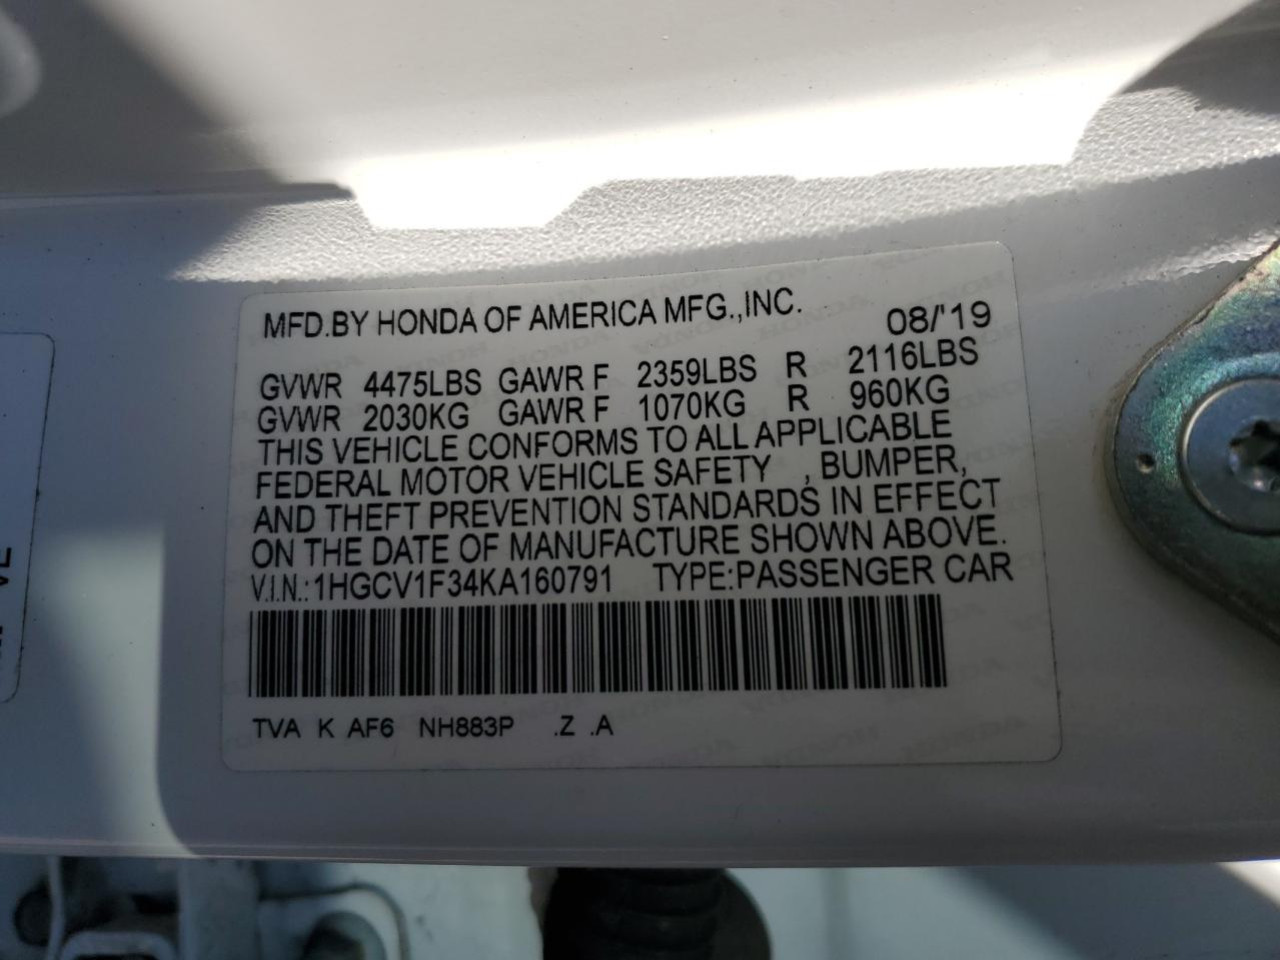 MFD.BY HONDA OF AMERICA MFG.,INC. 08/'19
GVWR 4475LBS GAWR F 2359LBS R 2116LBS
GVWR 2030KG GAWR F 1070KG R 960KG
THIS VEHICLE CONFORMS TO ALL APPLICABLE
FEDERAL MOTOR VEHICLE SAFETY , BUMPER,
AND THEFT PREVENTION STANDARDS IN EFFECT
ON THE DATE OF MANUFACTURE SHOWN ABOVE.
V.I.N.:1HGCV1F34KA160791 TYPE:PASSENGER CAR
TVA K AF6 NH883P .Z .A